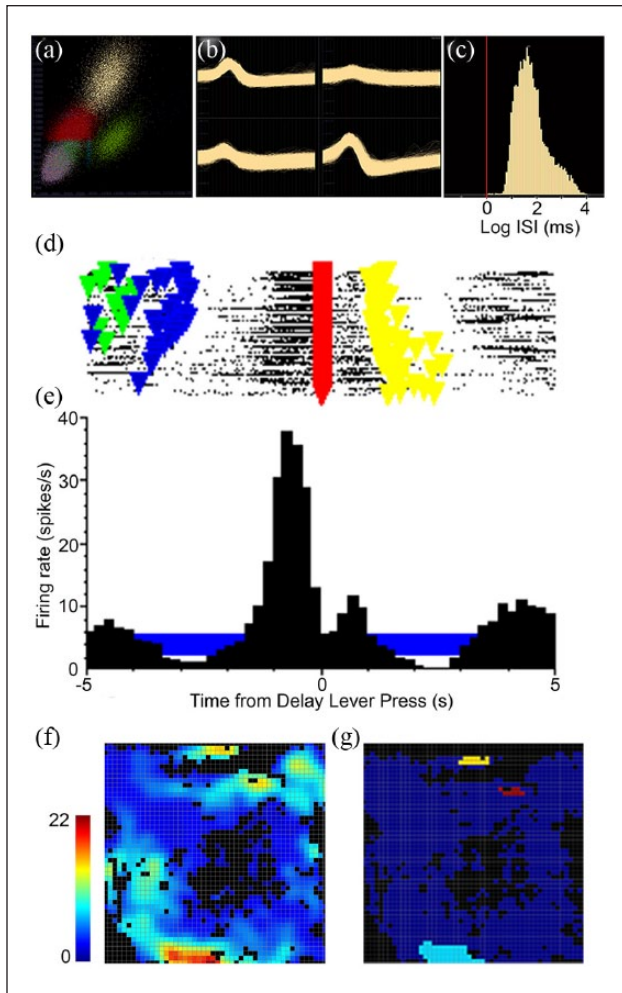 (a)
(b)
(c)
0 2 4
Log ISI (ms)
(d)
(e)
40
30
20
10
0
Firing rate (spikes/s)
-5 0 5
Time from Delay Lever Press (s)
(f)
(g)
22
0